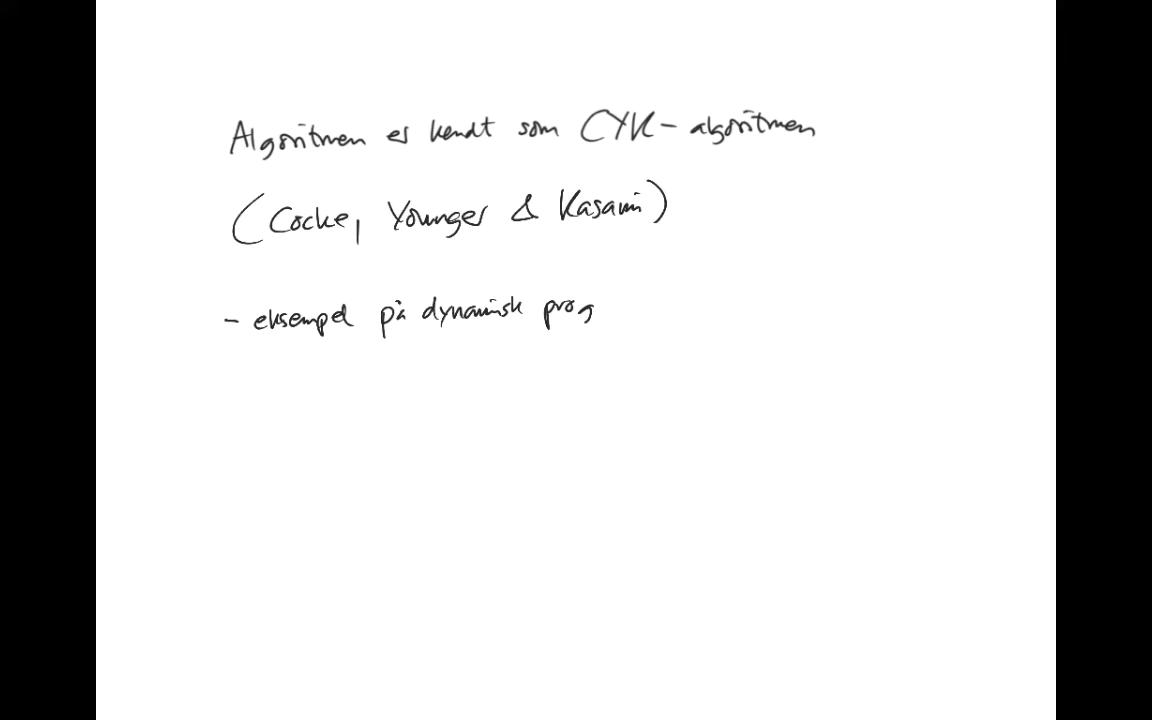 Algoritmen er kendt som CYK-algoritmen
(Cocke, Younger & Kasami)
- eksempel på dynamisk prog